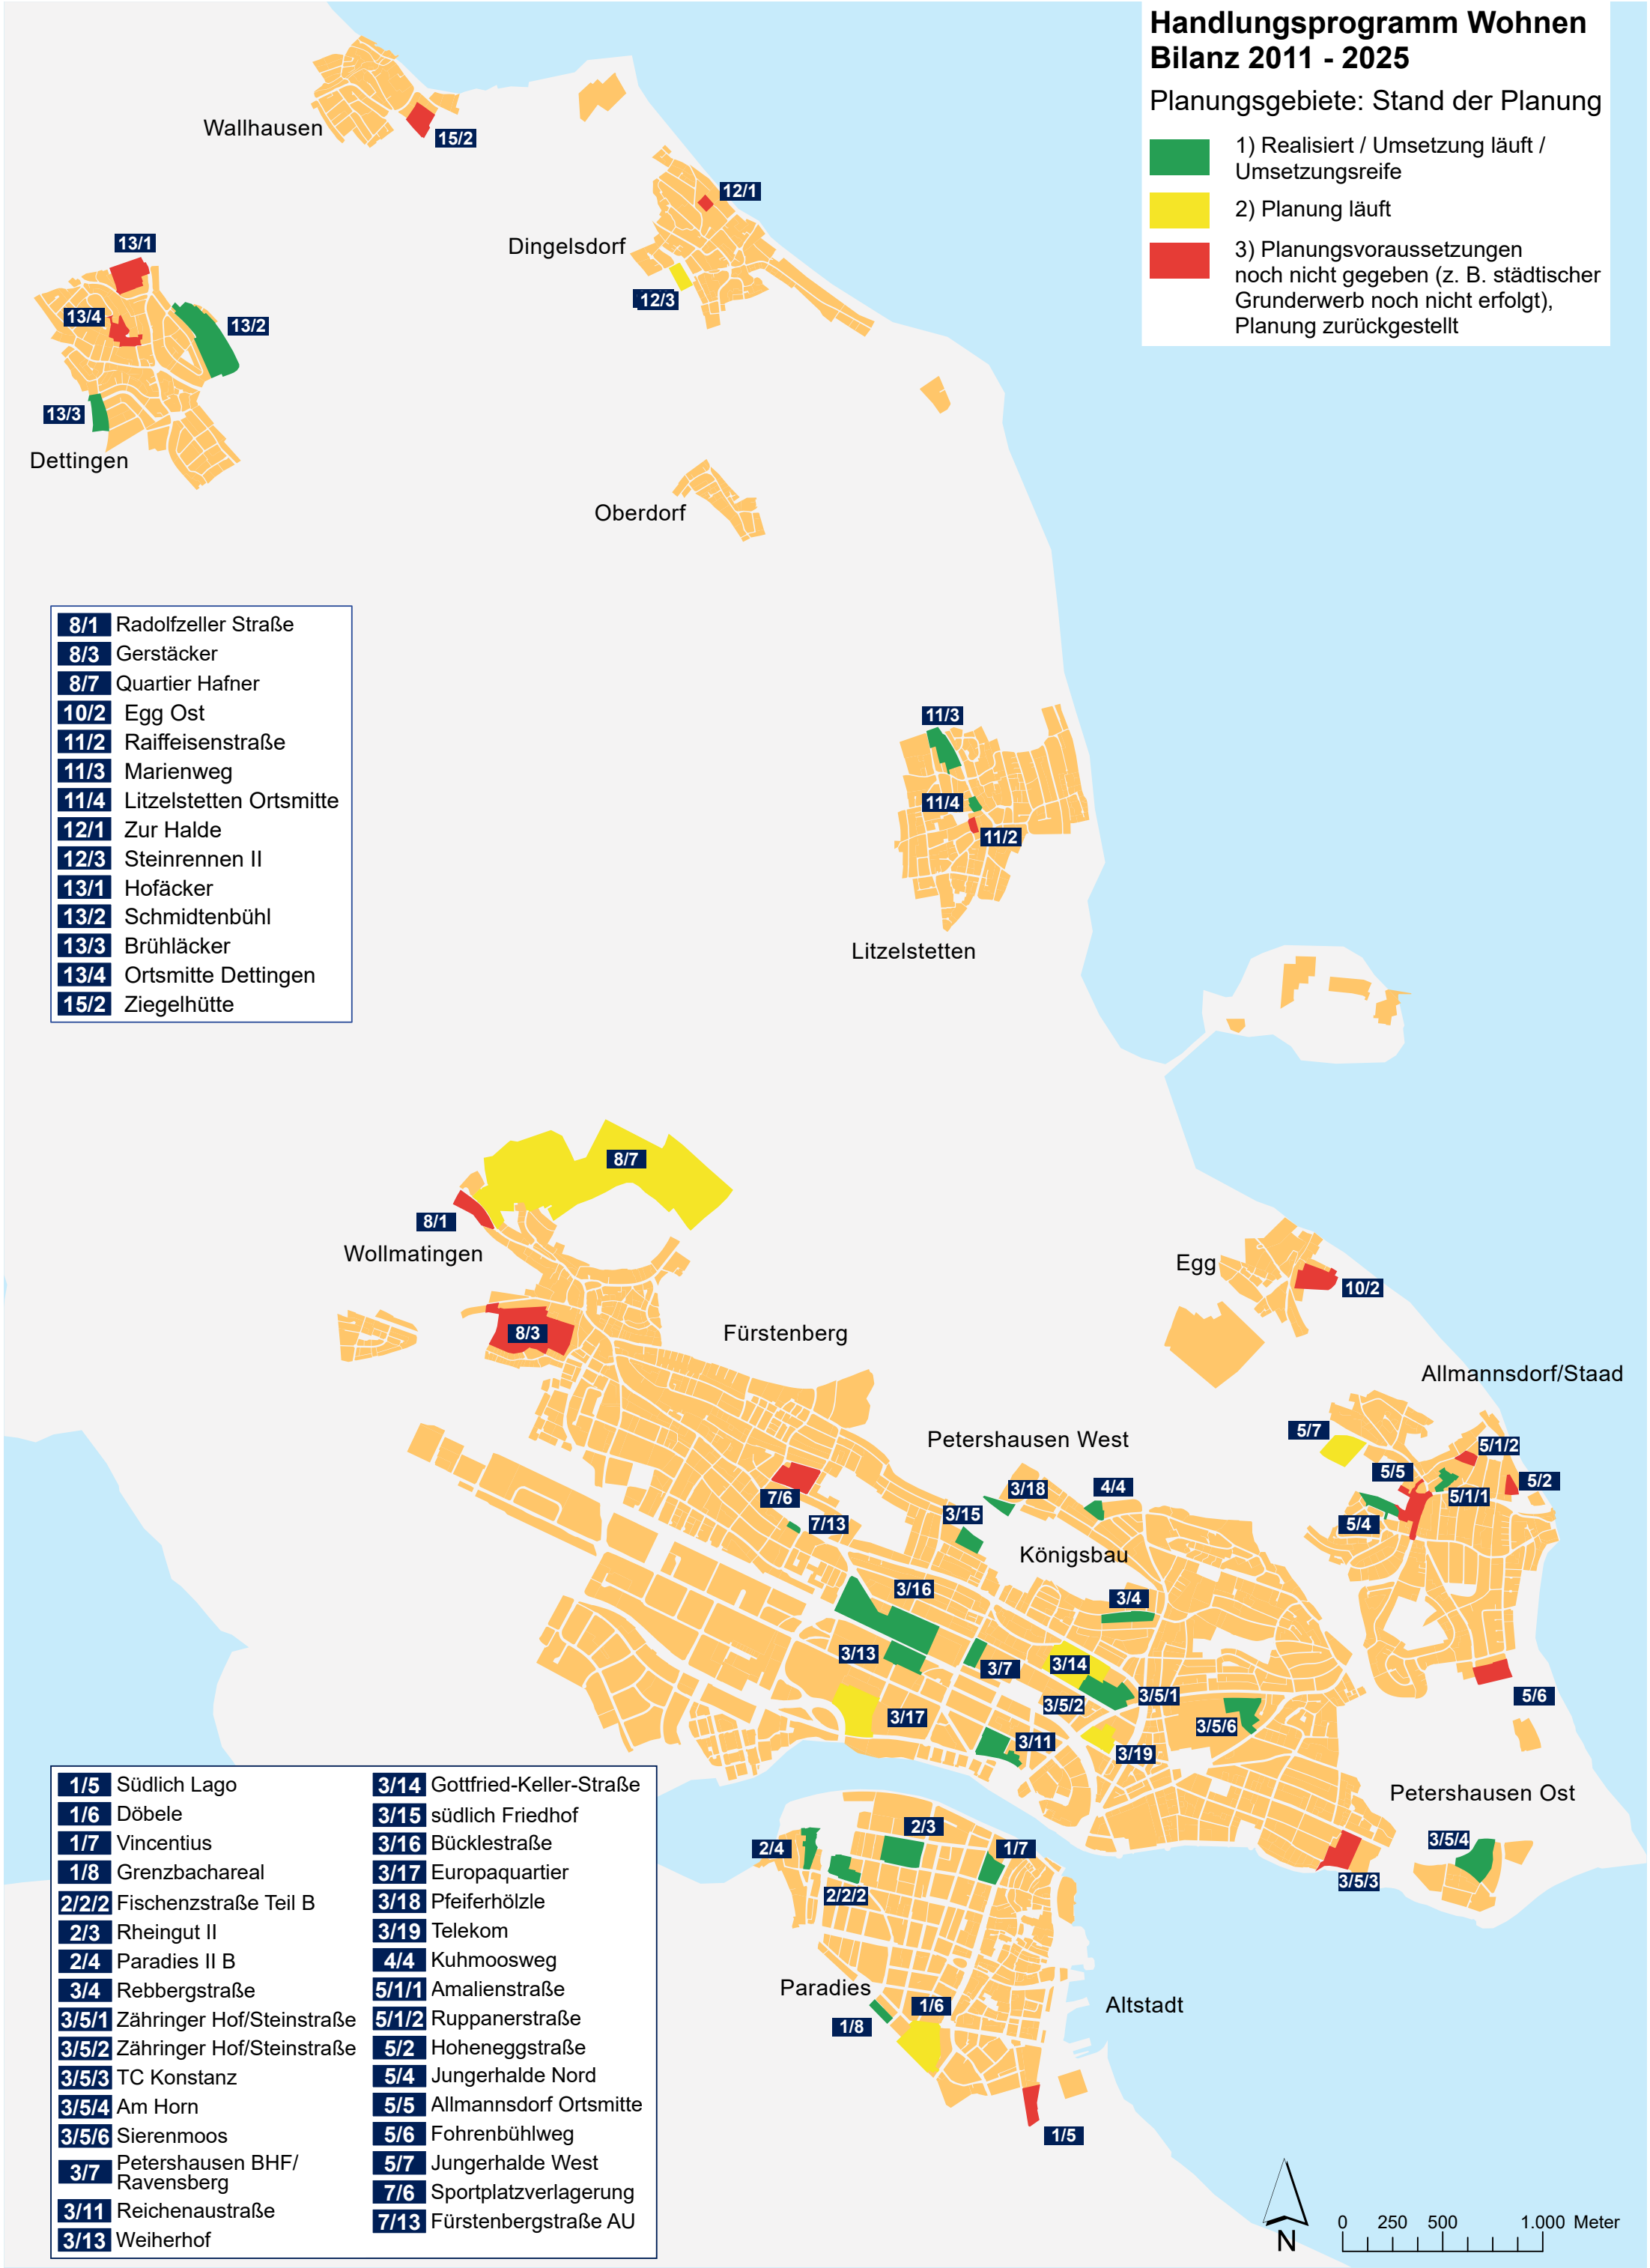 Handlungsprogramm Wohnen
Bilanz 2011 - 2025
Planungsgebiete: Stand der Planung
1) Realisiert / Umsetzung läuft /
Umsetzungsreife
2) Planung läuft
3) Planungsvoraussetzungen
noch nicht gegeben (z. B. städtischer
Grunderwerb noch nicht erfolgt),
Planung zurückgestellt
Wallhausen
15/2
12/1
Dingelsdorf
12/3
13/1
13/4
13/2
13/3
Dettingen
Oberdorf
8/1 Radolfzeller Straße
8/3 Gerstäcker
8/7 Quartier Hafner
10/2 Egg Ost
11/2 Raiffeisenstraße
11/3 Marienweg
11/4 Litzelstetten Ortsmitte
12/1 Zur Halde
12/3 Steinrennen II
13/1 Hofäcker
13/2 Schmidtenbühl
13/3 Brühläcker
13/4 Ortsmitte Dettingen
15/2 Ziegelhütte
11/3
11/4
11/2
Litzelstetten
8/7
8/1
Wollmatingen
8/3
Egg
10/2
Fürstenberg
Allmannsdorf/Staad
5/7
5/1/2
5/5
5/2
5/1/1
5/4
Petershausen West
7/6
7/13
3/18
4/4
3/15
Königsbau
3/16
3/4
3/13
3/7
3/14
3/5/2
3/5/1
3/17
3/5/6
3/11
3/19
5/6
Petershausen Ost
3/5/4
3/5/3
2/4
2/3
1/7
2/2/2
Paradies
1/6
1/8
Altstadt
1/5
1/5 Südlich Lago
1/6 Döbele
1/7 Vincentius
1/8 Grenzbachareal
2/2/2 Fischenzstraße Teil B
2/3 Rheingut II
2/4 Paradies II B
3/4 Rebbergstraße
3/5/1 Zähringer Hof/Steinstraße
3/5/2 Zähringer Hof/Steinstraße
3/5/3 TC Konstanz
3/5/4 Am Horn
3/5/6 Sierenmoos
3/7 Petershausen BHF/
Ravensberg
3/11 Reichenaustraße
3/13 Weiherhof
3/14 Gottfried-Keller-Straße
3/15 südlich Friedhof
3/16 Bücklestraße
3/17 Europaquartier
3/18 Pfeiferhölzle
3/19 Telekom
4/4 Kuhmoosweg
5/1/1 Amalienstraße
5/1/2 Ruppanerstraße
5/2 Hoheneggstraße
5/4 Jungerhalde Nord
5/5 Allmannsdorf Ortsmitte
5/6 Fohrenbühlweg
5/7 Jungerhalde West
7/6 Sportplatzverlagerung
7/13 Fürstenbergstraße AU
N
0 250 500 1.000 Meter